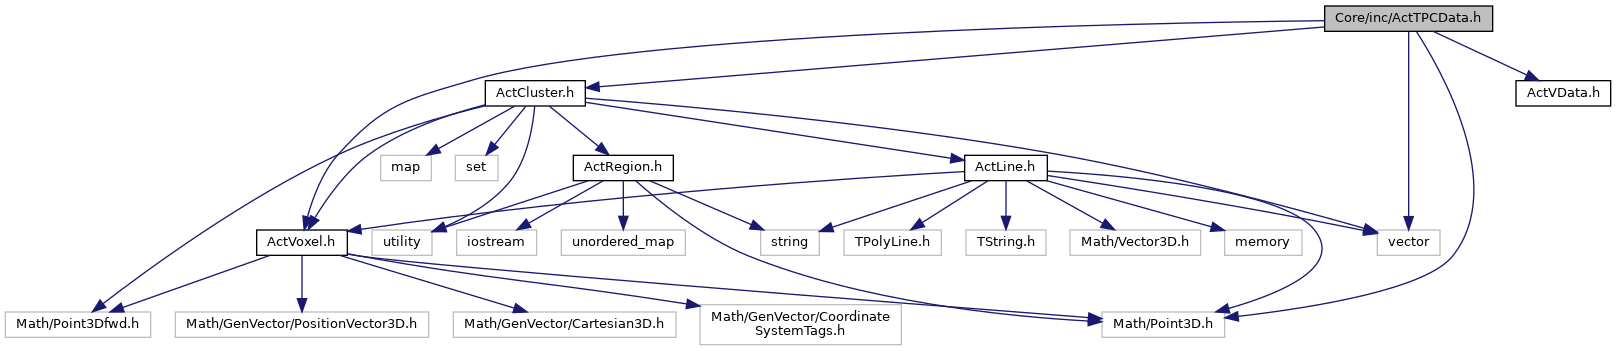 Core/inc/ActTPCData.h
ActCluster.h
ActVData.h
map
set
ActRegion.h
ActLine.h
ActVoxel.h
utility
iostream
unordered_map
string
TPolyLine.h
TString.h
Math/Vector3D.h
memory
vector
Math/Point3Dfwd.h
Math/GenVector/PositionVector3D.h
Math/GenVector/Cartesian3D.h
Math/GenVector/Coordinate
SystemTags.h
Math/Point3D.h